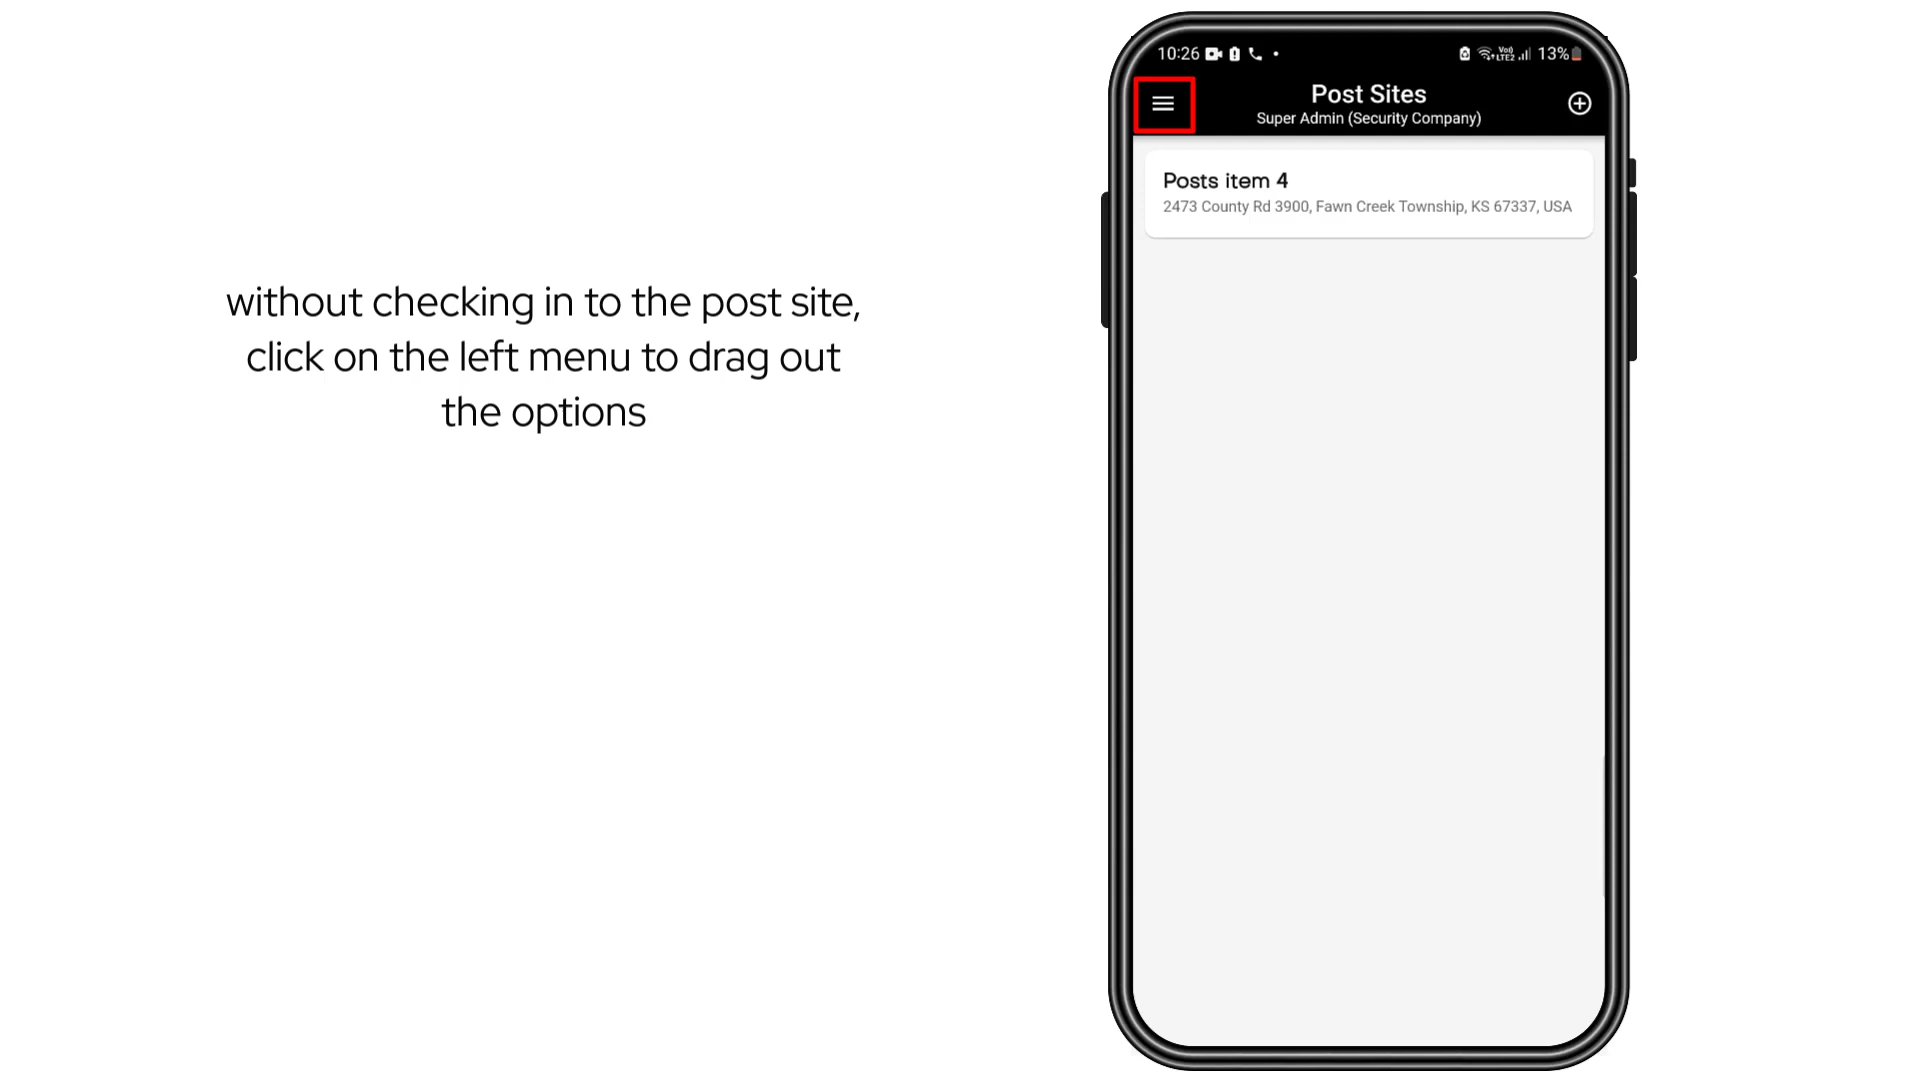 without checking in to the post site,
click on the left menu to drag out
the options
10:26
Vo)) LTE2 13%
Post Sites
Super Admin (Security Company)
Posts item 4
2473 County Rd 3900, Fawn Creek Township, KS 67337, USA